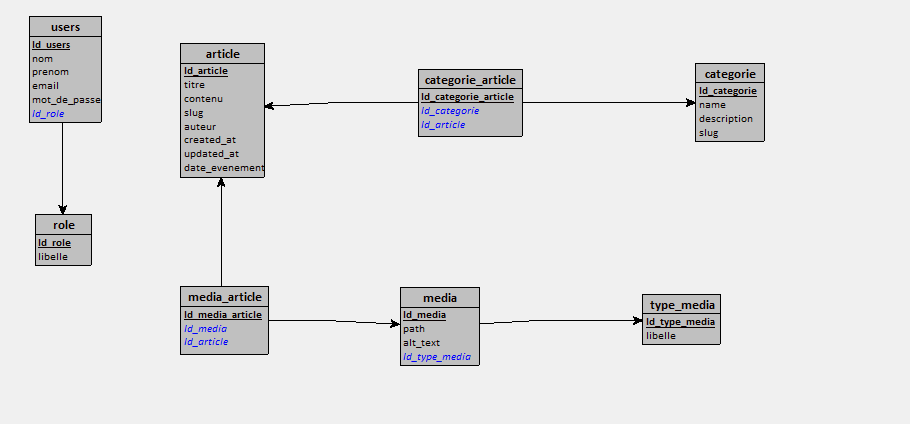 users
Id_users
nom
prenom
email
mot_de_passe
Id_role
role
Id_role
libelle
article
Id_article
titre
contenu
slug
auteur
created_at
updated_at
date_evenement
categorie_article
Id_categorie_article
Id_categorie
Id_article
categorie
Id_categorie
name
description
slug
media_article
Id_media_article
Id_media
Id_article
media
Id_media
path
alt_text
Id_type_media
type_media
Id_type_media
libelle